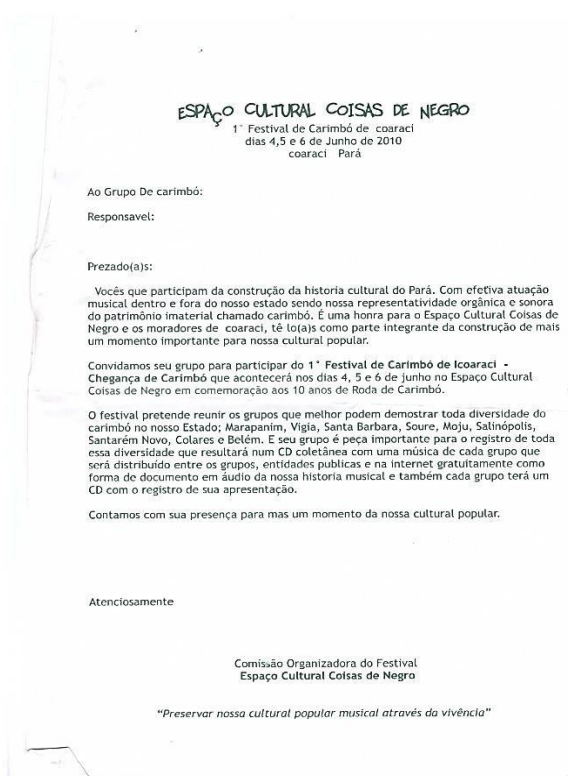 ESPAÇO CULTURAL COISAS DE NEGRO
1° Festival de Carimbó de coaraci
dias 4,5 e 6 de Junho de 2010
coaraci Pará
Ao Grupo De carimbó:
Responsavel:
Prezado(a)s:
Vocês que participam da construção da historia cultural do Pará. Com efetiva atuação
musical dentro e fora do nosso estado sendo nossa representatividade orgânica e sonora
do patrimônio imaterial chamado carimbó. É uma honra para o Espaço Cultural Coisas de
Negro e os moradores de coaraci, tê lo(a)s como parte integrante da construção de mais
um momento importante para nossa cultural popular.
Convidamos seu grupo para participar do 1° Festival de Carimbó de Icoaraci -
Chegança de Carimbó que acontecerá nos dias 4, 5 e 6 de junho no Espaço Cultural
Coisas de Negro em comemoração aos 10 anos de Roda de Carimbó.
O festival pretende reunir os grupos que melhor podem demostrar toda diversidade do
carimbó no nosso Estado; Marapanim, Vigia, Santa Barbara, Soure, Moju, Salinópolis,
Santarém Novo, Colares e Belém. E seu grupo é peça importante para o registro de toda
essa diversidade que resultará num CD coletânea com uma música de cada grupo que
será distribuído entre os grupos, entidades publicas e na internet gratuitamente como
forma de documento em áudio da nossa historia musical e também cada grupo terá um
CD com o registro de sua apresentação.
Contamos com sua presença para mas um momento da nossa cultural popular.
Atenciosamente
Comissão Organizadora do Festival
Espaço Cultural Coisas de Negro
"Preservar nossa cultural popular musical através da vivência"